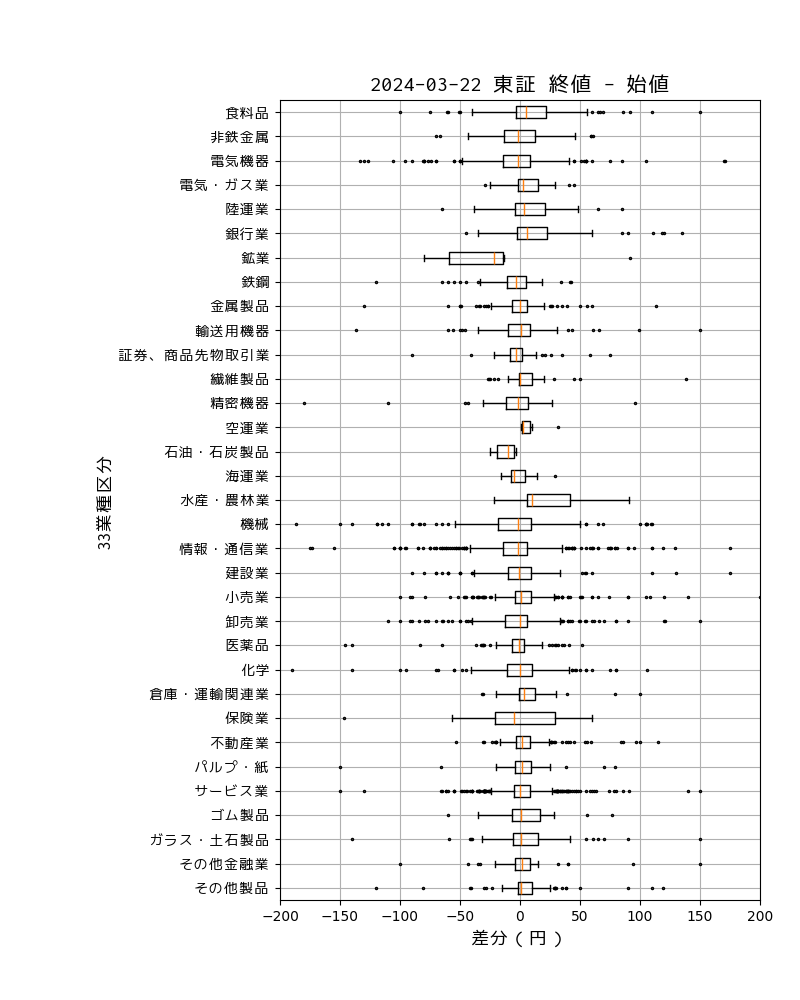 2024-03-22 東証 終値 - 始値
食料品
非鉄金属
電気機器
電気・ガス業
陸運業
銀行業
鉱業
鉄鋼
金属製品
輸送用機器
証券、商品先物取引業
繊維製品
精密機器
空運業
石油・石炭製品
海運業
水産・農林業
機械
情報・通信業
建設業
小売業
卸売業
医薬品
化学
倉庫・運輸関連業
保険業
不動産業
パルプ・紙
サービス業
ゴム製品
ガラス・土石製品
その他金融業
その他製品
33業種区分
−200 −150 −100 −50 0 50 100 150 200
差分 ( 円 )